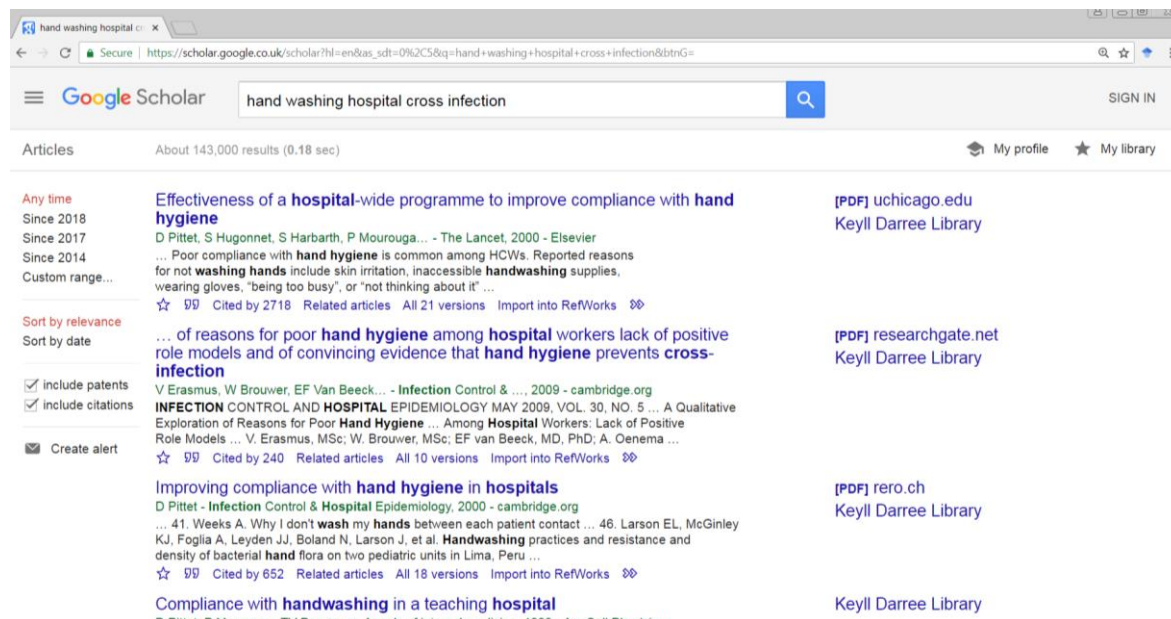 hand washing hospital c
Secure | https://scholar.google.co.uk/scholar?hl=en&as_sdt=0%2C5&q=hand+washing+hospital+cross+infection&btnG=
Google Scholar
hand washing hospital cross infection
SIGN IN
Articles
About 143,000 results (0.18 sec)
My profile
My library
Any time
Since 2018
Since 2017
Since 2014
Custom range...
Sort by relevance
Sort by date
include patents
include citations
Create alert
Effectiveness of a hospital-wide programme to improve compliance with hand
hygiene
D Pittet, S Hugonnet, S Harbarth, P Mourouga... - The Lancet, 2000 - Elsevier
... Poor compliance with hand hygiene is common among HCWs. Reported reasons
for not washing hands include skin irritation, inaccessible handwashing supplies,
wearing gloves, “being too busy”, or “not thinking about it” ...
Cited by 2718 Related articles All 21 versions Import into RefWorks
[PDF] uchicago.edu
Keyll Darree Library
... of reasons for poor hand hygiene among hospital workers lack of positive
role models and of convincing evidence that hand hygiene prevents cross-
infection
V Erasmus, W Brouwer, EF Van Beeck... - Infection Control & ..., 2009 - cambridge.org
INFECTION CONTROL AND HOSPITAL EPIDEMIOLOGY MAY 2009, VOL. 30, NO. 5 ... A Qualitative
Exploration of Reasons for Poor Hand Hygiene ... Among Hospital Workers: Lack of Positive
Role Models ... V. Erasmus, MSc; W. Brouwer, MSc; EF van Beeck, MD, PhD; A. Oenema ...
Cited by 240 Related articles All 10 versions Import into RefWorks
[PDF] researchgate.net
Keyll Darree Library
Improving compliance with hand hygiene in hospitals
D Pittet - Infection Control & Hospital Epidemiology, 2000 - cambridge.org
... 41. Weeks A. Why I don't wash my hands between each patient contact ... 46. Larson EL, McGinley
KJ, Foglia A, Leyden JJ, Boland N, Larson J, et al. Handwashing practices and resistance and
density of bacterial hand flora on two pediatric units in Lima, Peru ...
Cited by 652 Related articles All 18 versions Import into RefWorks
[PDF] rero.ch
Keyll Darree Library
Compliance with handwashing in a teaching hospital
Keyll Darree Library